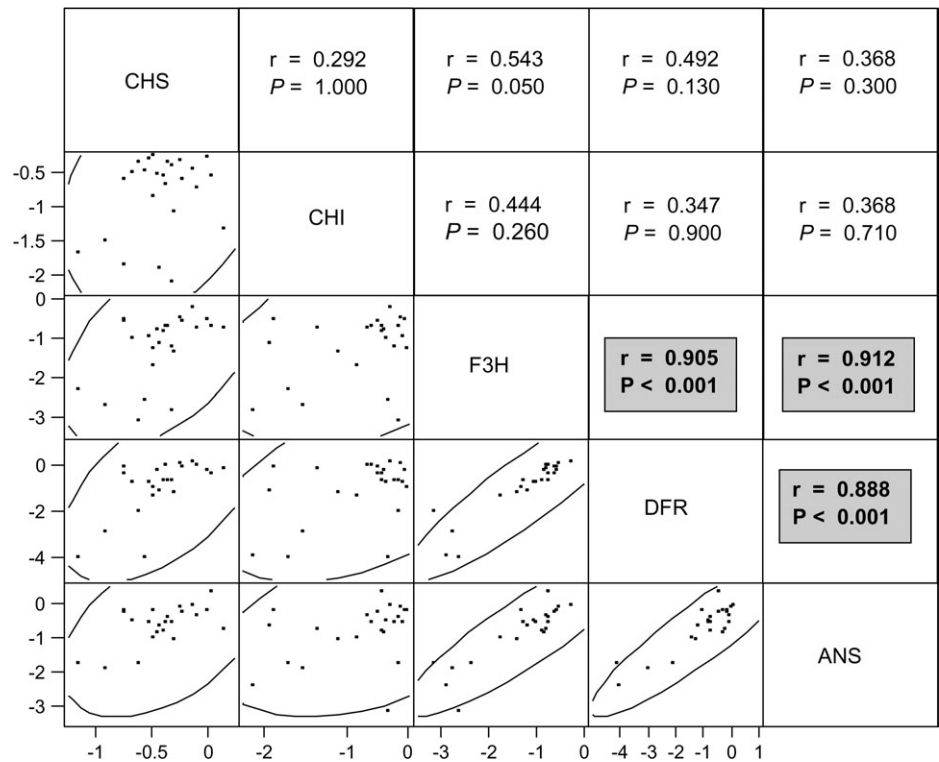 CHS
r = 0.292
P = 1.000
r = 0.543
P = 0.050
r = 0.492
P = 0.130
r = 0.368
P = 0.300
-0.5
-1
-1.5
-2
CHI
r = 0.444
P = 0.260
r = 0.347
P = 0.900
r = 0.368
P = 0.710
0
-1
-2
-3
F3H
r = 0.905
P < 0.001
r = 0.912
P < 0.001
0
-2
-4
DFR
r = 0.888
P < 0.001
0
-1
-2
-3
ANS
-1 -0.5 0 -2 -1 0 -3 -2 -1 0 -4 -3 -2 -1 0 1